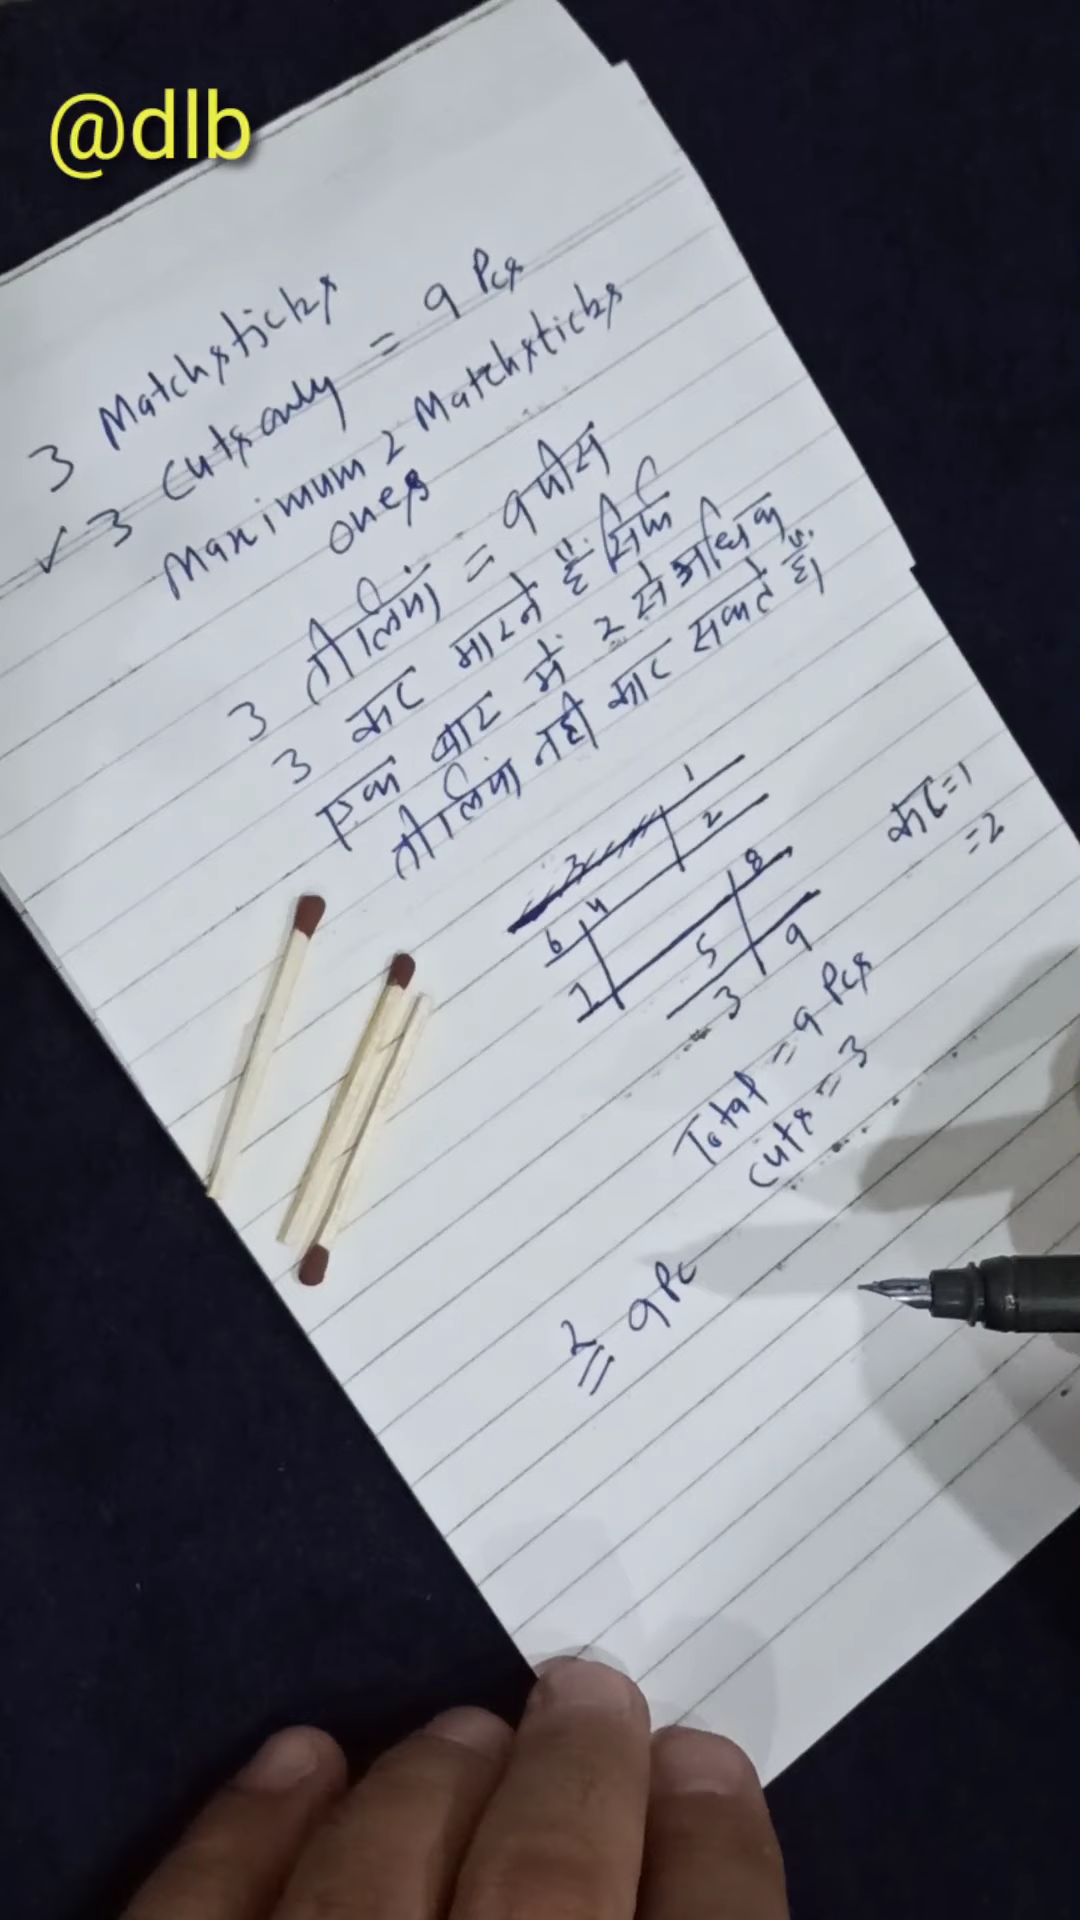 @dlb
3 Matchsticks
✓ 3 Cuts only = 9 Pcs
Maximum 2 Matchsticks
ones
3 तीलियां = 9 पीस
3 कट मारने हैं सिर्फ
एक बार में 2 से अधिक
तीलियां नही काट सकते हैं।
1
2
3
6 4
8
5
1
9
3
कट = 1
= 2
Total = 9 Pcs
Cuts = 3
2 = 9 Pc